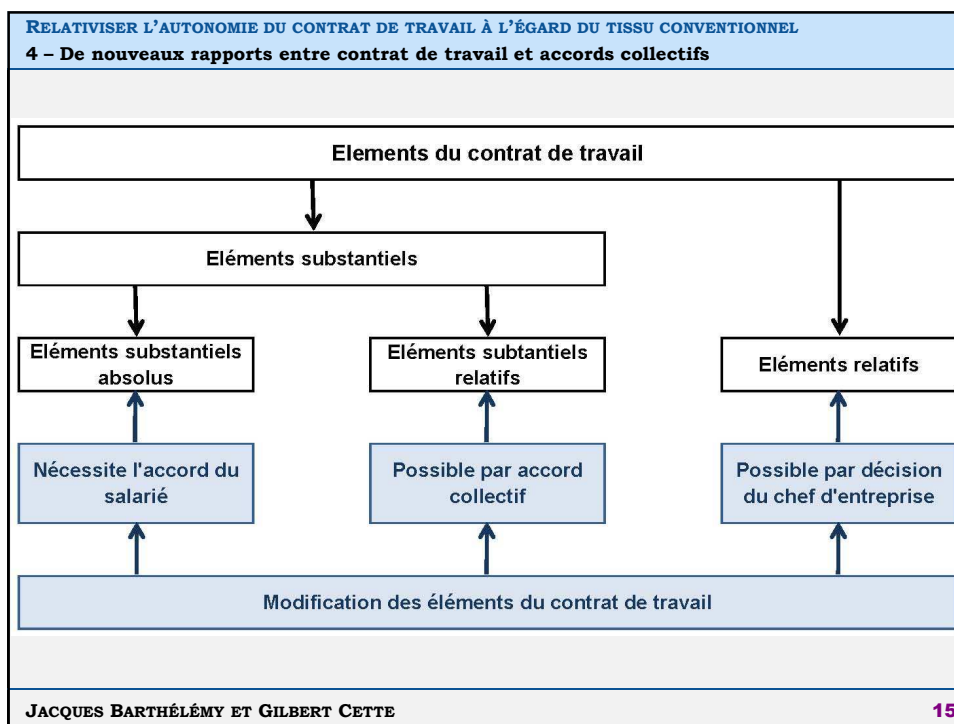 RELATIVISER L'AUTONOMIE DU CONTRAT DE TRAVAIL À L'ÉGARD DU TISSU CONVENTIONNEL
4 – De nouveaux rapports entre contrat de travail et accords collectifs
Elements du contrat de travail
Eléments substantiels
Eléments substantiels
absolus
Eléments subtantiels
relatifs
Eléments relatifs
Nécessite l'accord du
salarié
Possible par accord
collectif
Possible par décision
du chef d'entreprise
Modification des éléments du contrat de travail
JACQUES BARTHÉLÉMY ET GILBERT CETTE
15